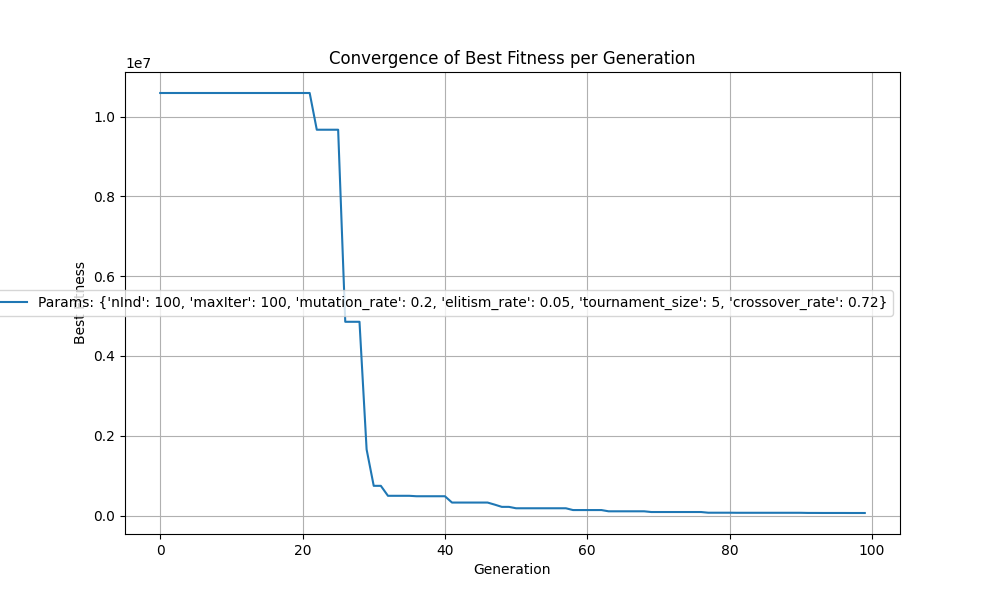 Convergence of Best Fitness per Generation
1e7
1.0
0.8
0.6
0.4
0.2
0.0
Best Fitness
Params: {'nInd': 100, 'maxIter': 100, 'mutation_rate': 0.2, 'elitism_rate': 0.05, 'tournament_size': 5, 'crossover_rate': 0.72}
0 20 40 60 80 100
Generation